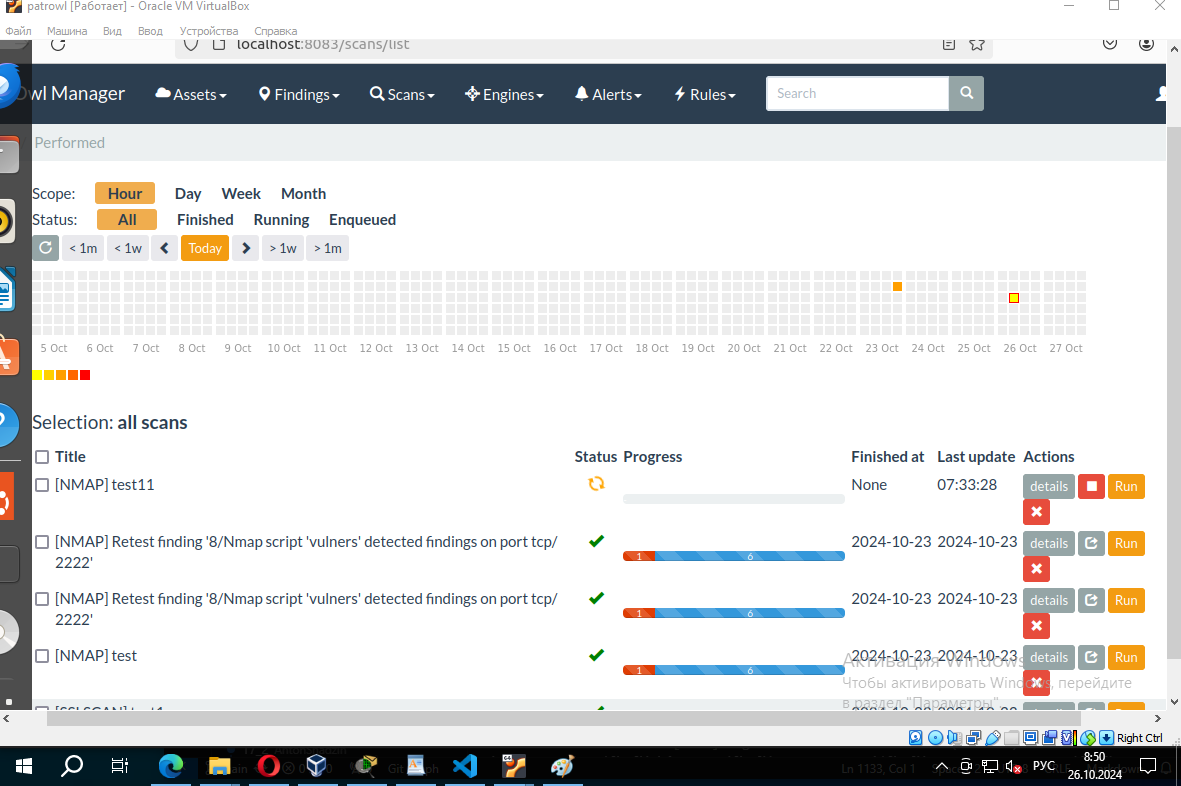 patrowl [Работает] - Oracle VM VirtualBox
Файл Машина Вид Ввод Устройства Справка
localhost:8083/scans/list
Owl Manager Assets Findings Scans Engines Alerts Rules Search
Performed
Scope: Hour Day Week Month
Status: All Finished Running Enqueued
< 1m < 1w Today > 1w > 1m
5 Oct 6 Oct 7 Oct 8 Oct 9 Oct 10 Oct 11 Oct 12 Oct 13 Oct 14 Oct 15 Oct 16 Oct 17 Oct 18 Oct 19 Oct 20 Oct 21 Oct 22 Oct 23 Oct 24 Oct 25 Oct 26 Oct 27 Oct
Selection: all scans
Title Status Progress Finished at Last update Actions
[NMAP] test11 None 07:33:28 details Run
[NMAP] Retest finding '8/Nmap script 'vulners' detected findings on port tcp/ 1 6 2024-10-23 2024-10-23 details Run
2222'
[NMAP] Retest finding '8/Nmap script 'vulners' detected findings on port tcp/ 1 6 2024-10-23 2024-10-23 details Run
2222'
[NMAP] test 1 6 2024-10-23 2024-10-23 details Run
Активация Windows
Чтобы активировать Windows, перейдите
в раздел "Параметры".
[SSLSCAN] test1
Right Ctrl
Ln 1133, Col 1
РУС 8:50
26.10.2024